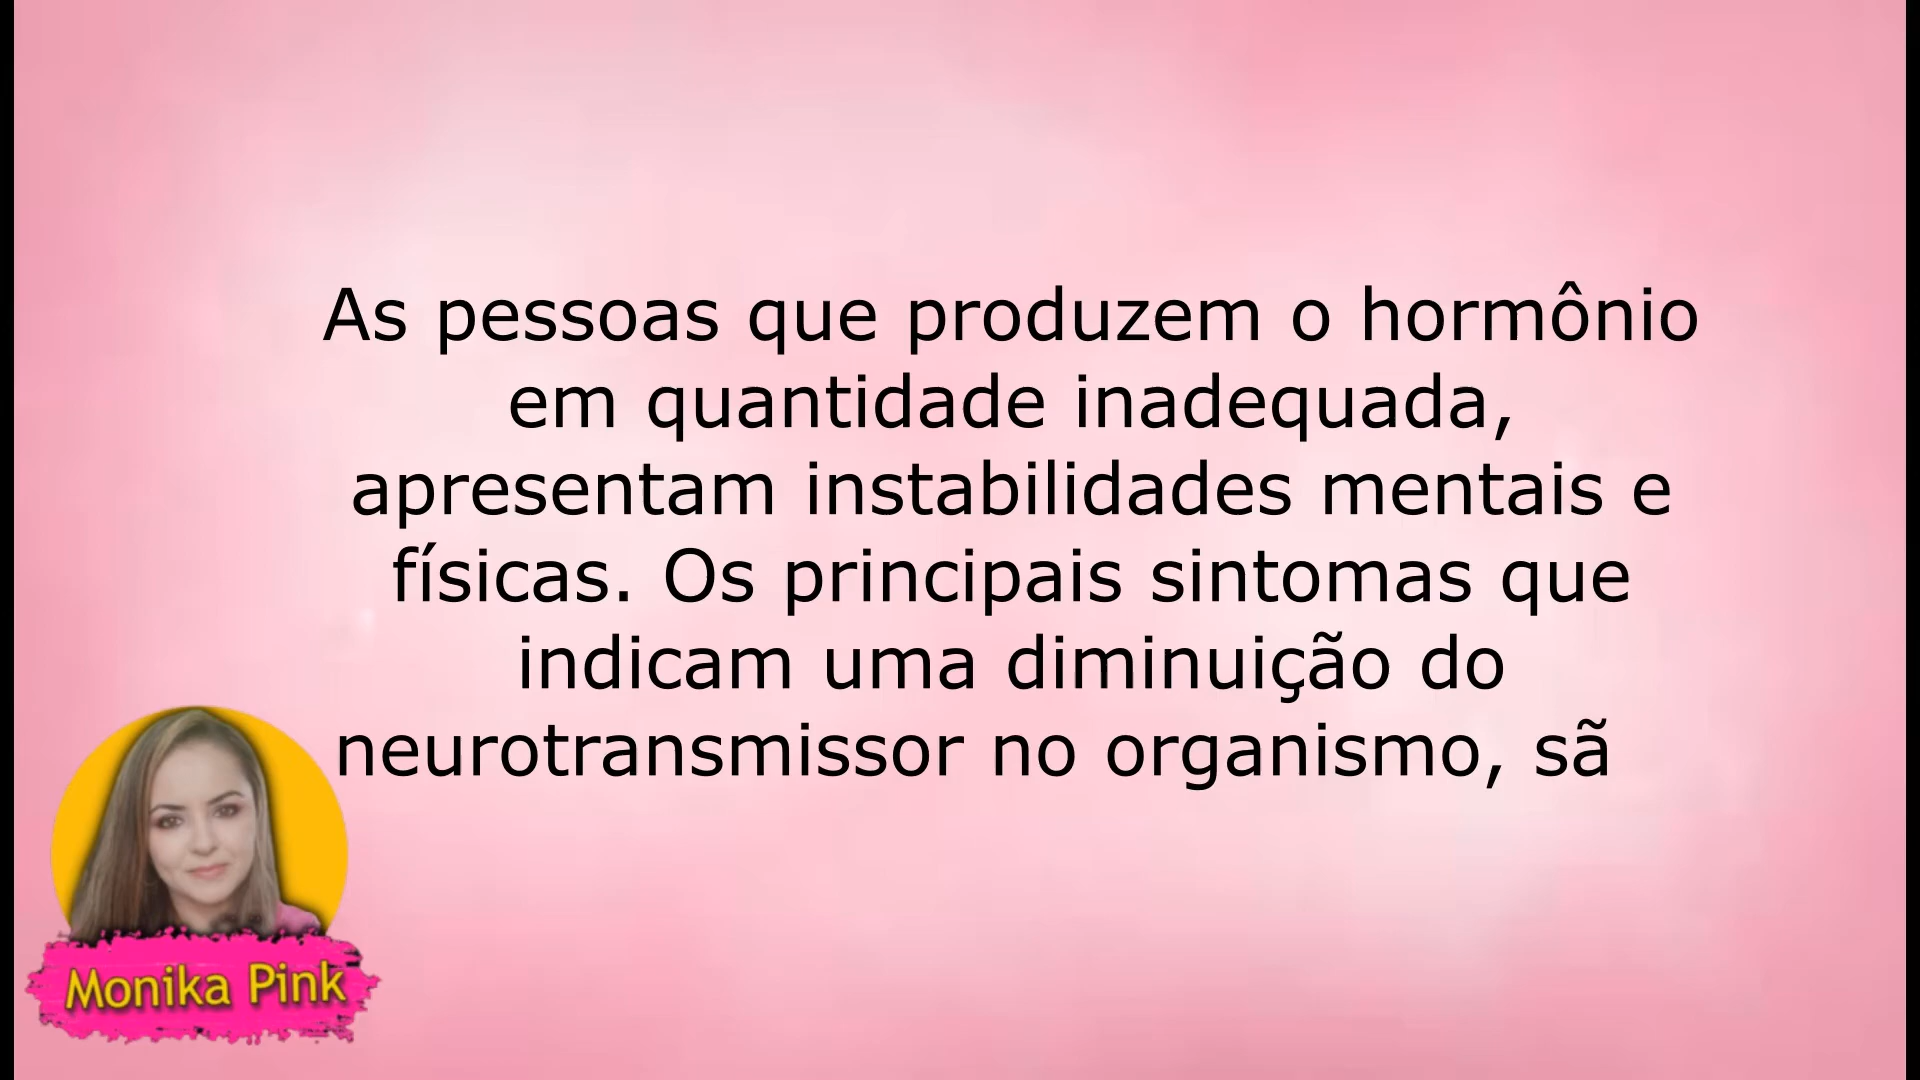 As pessoas que produzem o hormônio
em quantidade inadequada,
apresentam instabilidades mentais e
físicas. Os principais sintomas que
indicam uma diminuição do
neurotransmissor no organismo, sã
Monika Pink